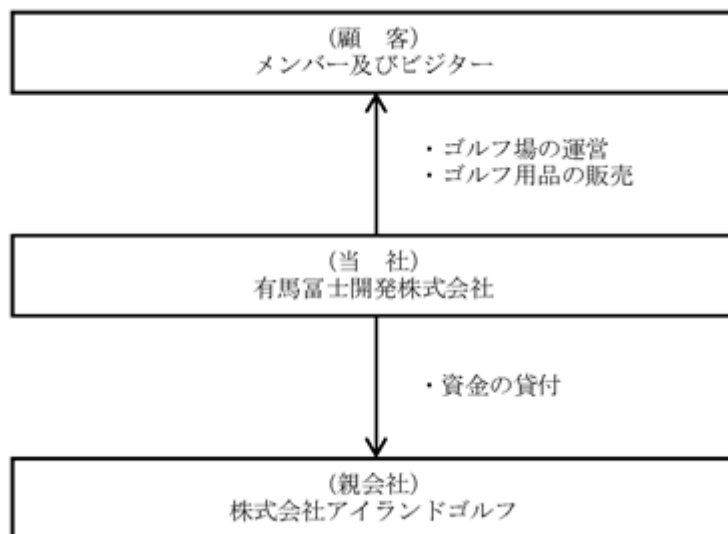 (顧　客)
メンバー及びビジター
・ゴルフ場の運営
・ゴルフ用品の販売
(当　社)
有馬冨士開発株式会社
・資金の貸付
(親会社)
株式会社アイランドゴルフ